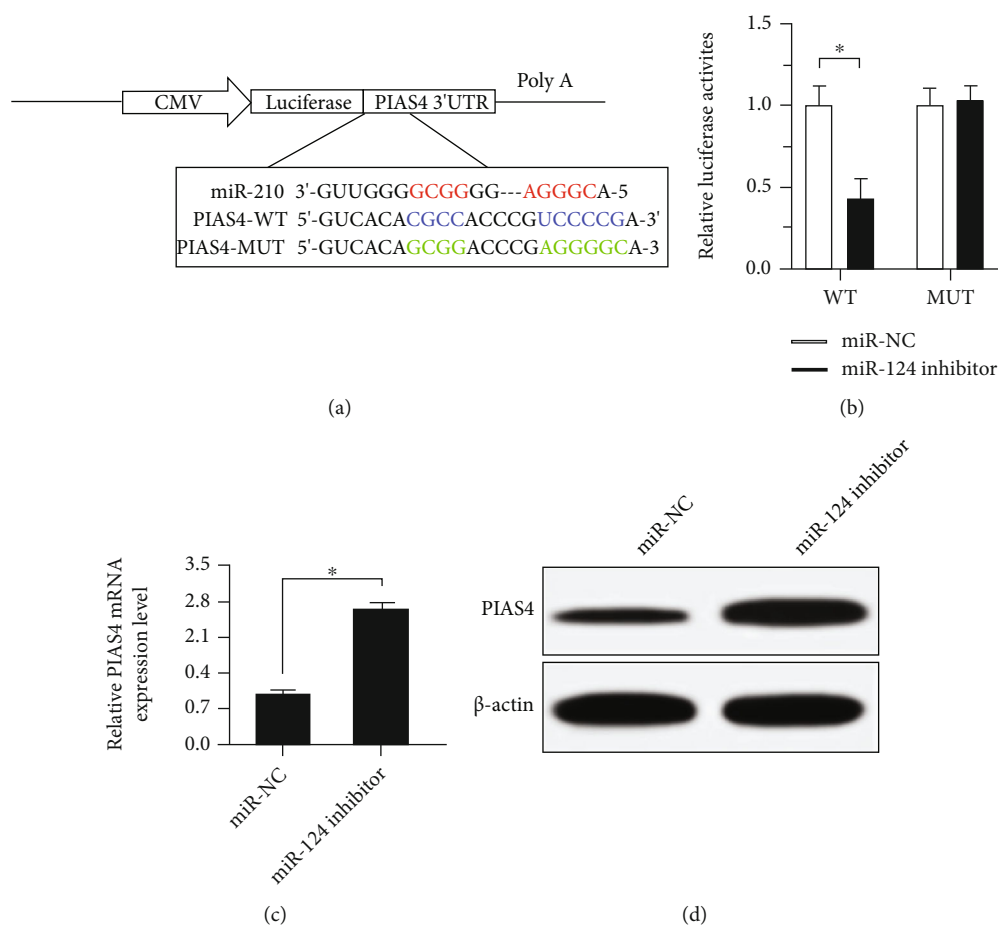 CMV
Luciferase
PIAS4 3'UTR
Poly A
miR-210 3'-GUUGGGGCGGGG---AGGGCA-5
PIAS4-WT 5'-GUCACACGCCACCCGUCCCCGA-3'
PIAS4-MUT 5'-GUCACAGCGGACCCGAGGGGCA-3
(a)
Relative luciferase activites
1.5
1.0
0.5
0.0
*
WT
MUT
miR-NC
miR-124 inhibitor
(b)
Relative PIAS4 mRNA
expression level
3.5
2.8
2.1
0.4
0.7
0.0
*
miR-NC
miR-124 inhibitor
(c)
miR-NC
miR-124 inhibitor
PIAS4
β-actin
(d)